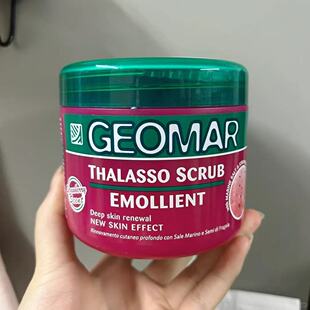 GEOMAR
THALASSO SCRUB
EMOLLIENT
Deep skin renewal
NEW SKIN EFFECT
Rinnovamento cutaneo profondo con Sale Marino e Semi di Fragola